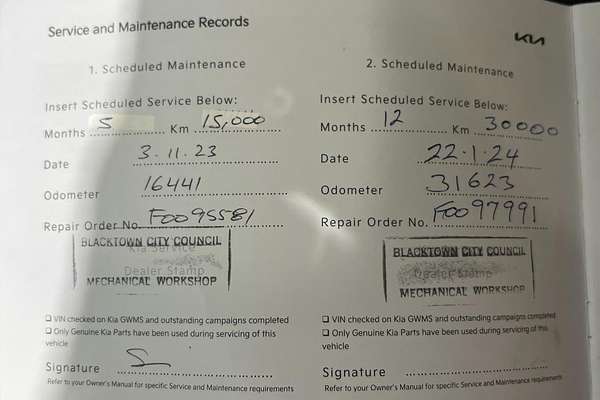 Service and Maintenance Records
KIA
1. Scheduled Maintenance
Insert Scheduled Service Below:
Months 5 Km 15,000
Date 3.11.23
Odometer 16441
Repair Order No. F0095581
BLACKTOWN CITY COUNCIL
Kia Service
Dealer Stamp
MECHANICAL WORKSHOP
❑ VIN checked on Kia GWMS and outstanding campaigns completed
❑ Only Genuine Kia Parts have been used during servicing of this
vehicle
Signature
Refer to your Owner's Manual for specific Service and Maintenance requirements
2. Scheduled Maintenance
Insert Scheduled Service Below:
Months 12 Km 30000
Date 22.1.24
Odometer 31623
Repair Order No. F0097991
BLACKTOWN CITY COUNCIL
Dealer Stamp
MECHANICAL WORKSHOP
❑ VIN checked on Kia GWMS and outstanding campaigns completed
❑ Only Genuine Kia Parts have been used during servicing of this
vehicle
Signature
Refer to your Owner's Manual for specific Service and Maintenance requirements